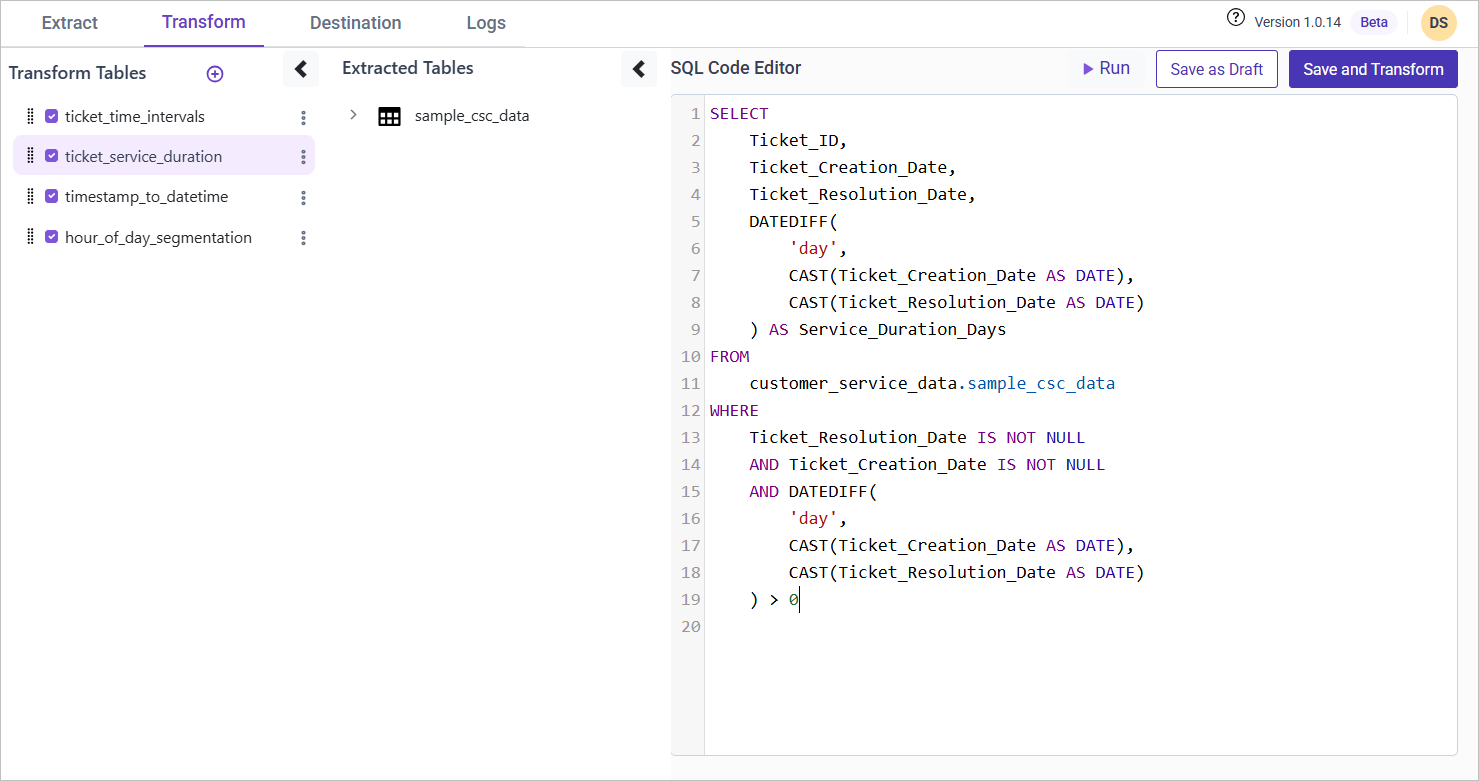 Extract Transform Destination Logs ? Version 1.0.14 Beta DS
Transform Tables Extracted Tables SQL Code Editor Run Save as Draft Save and Transform
ticket_time_intervals
ticket_service_duration
timestamp_to_datetime
hour_of_day_segmentation
sample_csc_data
1 SELECT
2     Ticket_ID,
3     Ticket_Creation_Date,
4     Ticket_Resolution_Date,
5     DATEDIFF(
6         'day',
7         CAST(Ticket_Creation_Date AS DATE),
8         CAST(Ticket_Resolution_Date AS DATE)
9     ) AS Service_Duration_Days
10 FROM
11     customer_service_data.sample_csc_data
12 WHERE
13     Ticket_Resolution_Date IS NOT NULL
14     AND Ticket_Creation_Date IS NOT NULL
15     AND DATEDIFF(
16         'day',
17         CAST(Ticket_Creation_Date AS DATE),
18         CAST(Ticket_Resolution_Date AS DATE)
19     ) > 0
20